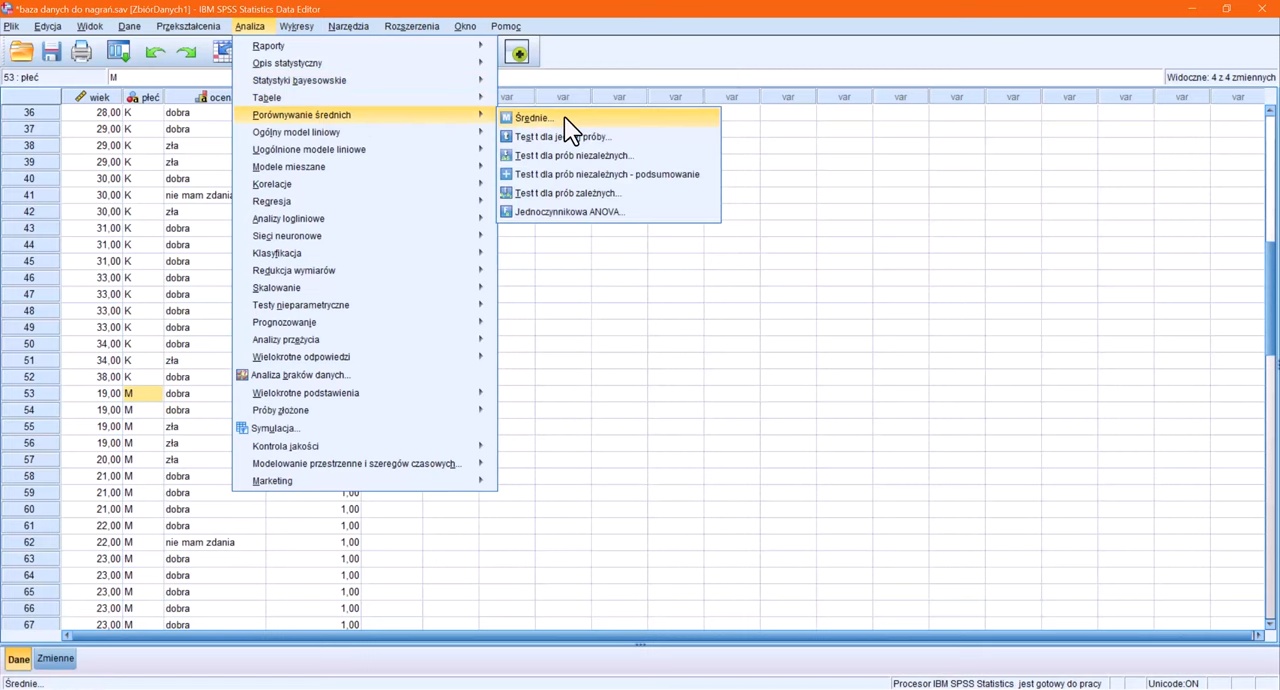 *baza danych do nagrań.sav [ZbiórDanych1] - IBM SPSS Statistics Data Editor
Plik Edycja Widok Dane Przekształcenia Analiza Wykresy Narzędzia Rozszerzenia Okno Pomoc
53 : płeć M Widoczne: 4 z 4 zmiennych
wiek płeć ocen var var var var var var var var var var var var var var
36 28,00 K dobra
37 29,00 K dobra
38 29,00 K zła
39 29,00 K zła
40 30,00 K dobra
41 30,00 K nie mam zdania
42 30,00 K zła
43 31,00 K dobra
44 31,00 K dobra
45 31,00 K dobra
46 33,00 K dobra
47 33,00 K dobra
48 33,00 K dobra
49 33,00 K dobra
50 34,00 K dobra
51 34,00 K zła
52 38,00 K dobra
53 19,00 M dobra
54 19,00 M dobra
55 19,00 M zła
56 19,00 M zła
57 20,00 M zła
58 21,00 M dobra
59 21,00 M dobra 1,00
60 21,00 M dobra 1,00
61 22,00 M dobra 1,00
62 22,00 M nie mam zdania 1,00
63 23,00 M dobra 1,00
64 23,00 M dobra 1,00
65 23,00 M dobra 1,00
66 23,00 M dobra 1,00
67 23,00 M dobra 1,00
Raporty
Opis statystyczny
Statystyki bayesowskie
Tabele
Porównywanie średnich
Ogólny model liniowy
Uogólnione modele liniowe
Modele mieszane
Korelacje
Regresja
Analizy logliniowe
Sieci neuronowe
Klasyfikacja
Redukcja wymiarów
Skalowanie
Testy nieparametryczne
Prognozowanie
Analizy przeżycia
Wielokrotne odpowiedzi
Analiza braków danych...
Wielokrotne podstawienia
Próby złożone
Symulacja...
Kontrola jakości
Modelowanie przestrzenne i szeregów czasowych...
Marketing
Średnie...
Test t dla próby...
Test t dla prób niezależnych...
Test t dla prób niezależnych - podsumowanie
Test t dla prób zależnych...
Jednoczynnikowa ANOVA...
Dane Zmienne
Średnie... Procesor IBM SPSS Statistics jest gotowy do pracy Unicode:ON